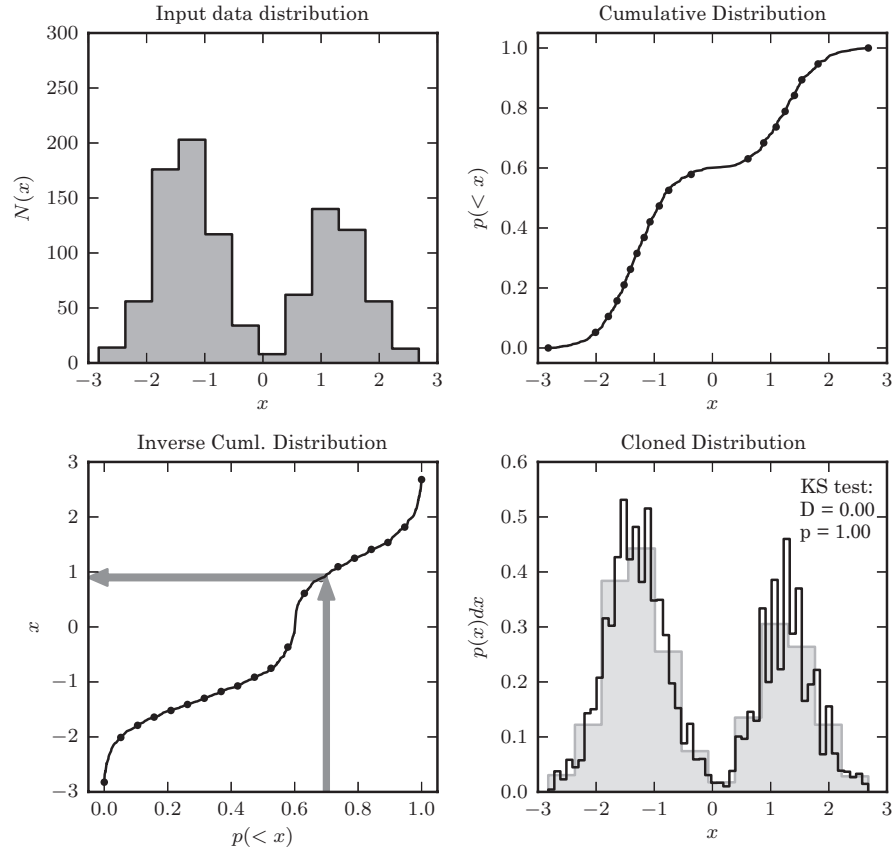 Input data distribution
300
250
200
150
100
50
0
N(x)
−3 −2 −1 0 1 2 3
x
Cumulative Distribution
1.0
0.8
0.6
0.4
0.2
0.0
p(< x)
−3 −2 −1 0 1 2 3
x
Inverse Cuml. Distribution
3
2
1
0
−1
−2
−3
x
0.0 0.2 0.4 0.6 0.8 1.0
p(< x)
Cloned Distribution
0.6
0.5
0.4
0.3
0.2
0.1
0.0
p(x)dx
KS test:
D = 0.00
p = 1.00
−3 −2 −1 0 1 2 3
x